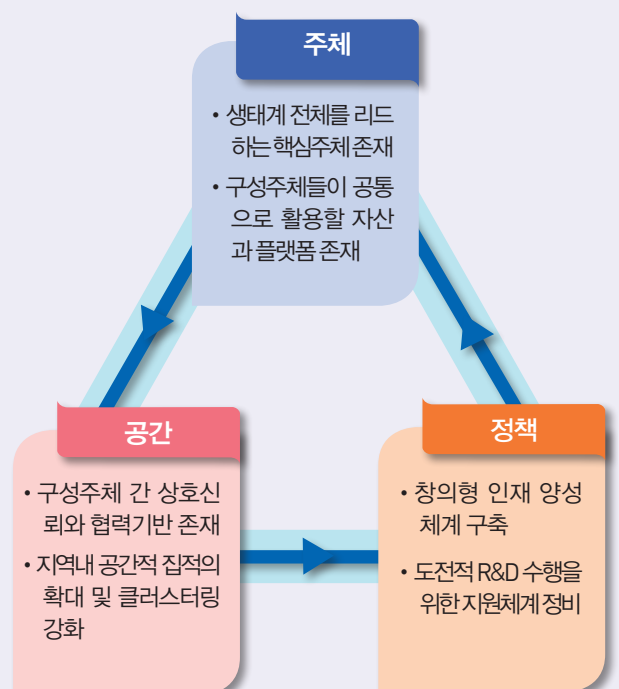 주체
• 생태계 전체를 리드
하는 핵심주체 존재
• 구성주체들이 공통
으로 활용할 자산
과 플랫폼 존재
공간
• 구성주체 간 상호신
뢰와 협력기반 존재
• 지역내 공간적 집적의
확대 및 클러스터링
강화
정책
• 창의형 인재 양성
체계 구축
• 도전적 R&D 수행을
위한 지원체계 정비